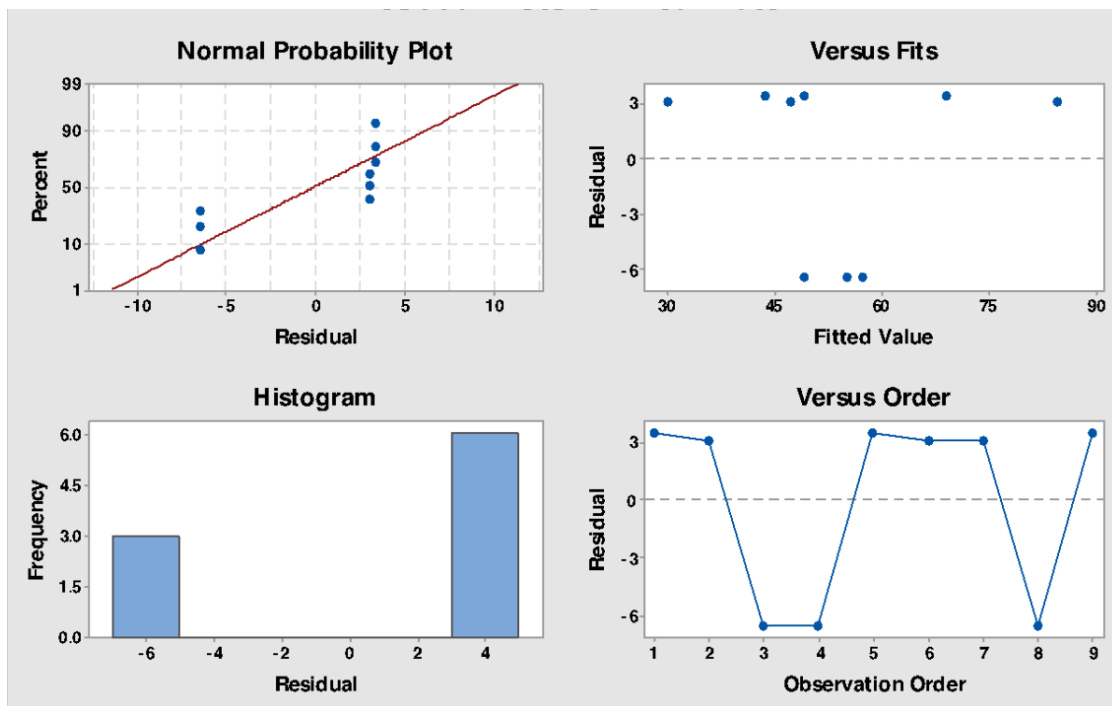 Normal Probability Plot
99
90
50
10
1
Percent
-10 -5 0 5 10
Residual
Versus Fits
3
0
-3
-6
Residual
30 45 60 75 90
Fitted Value
Histogram
6.0
4.5
3.0
1.5
0.0
Frequency
-6 -4 -2 0 2 4
Residual
Versus Order
3
0
-3
-6
Residual
1 2 3 4 5 6 7 8 9
Observation Order